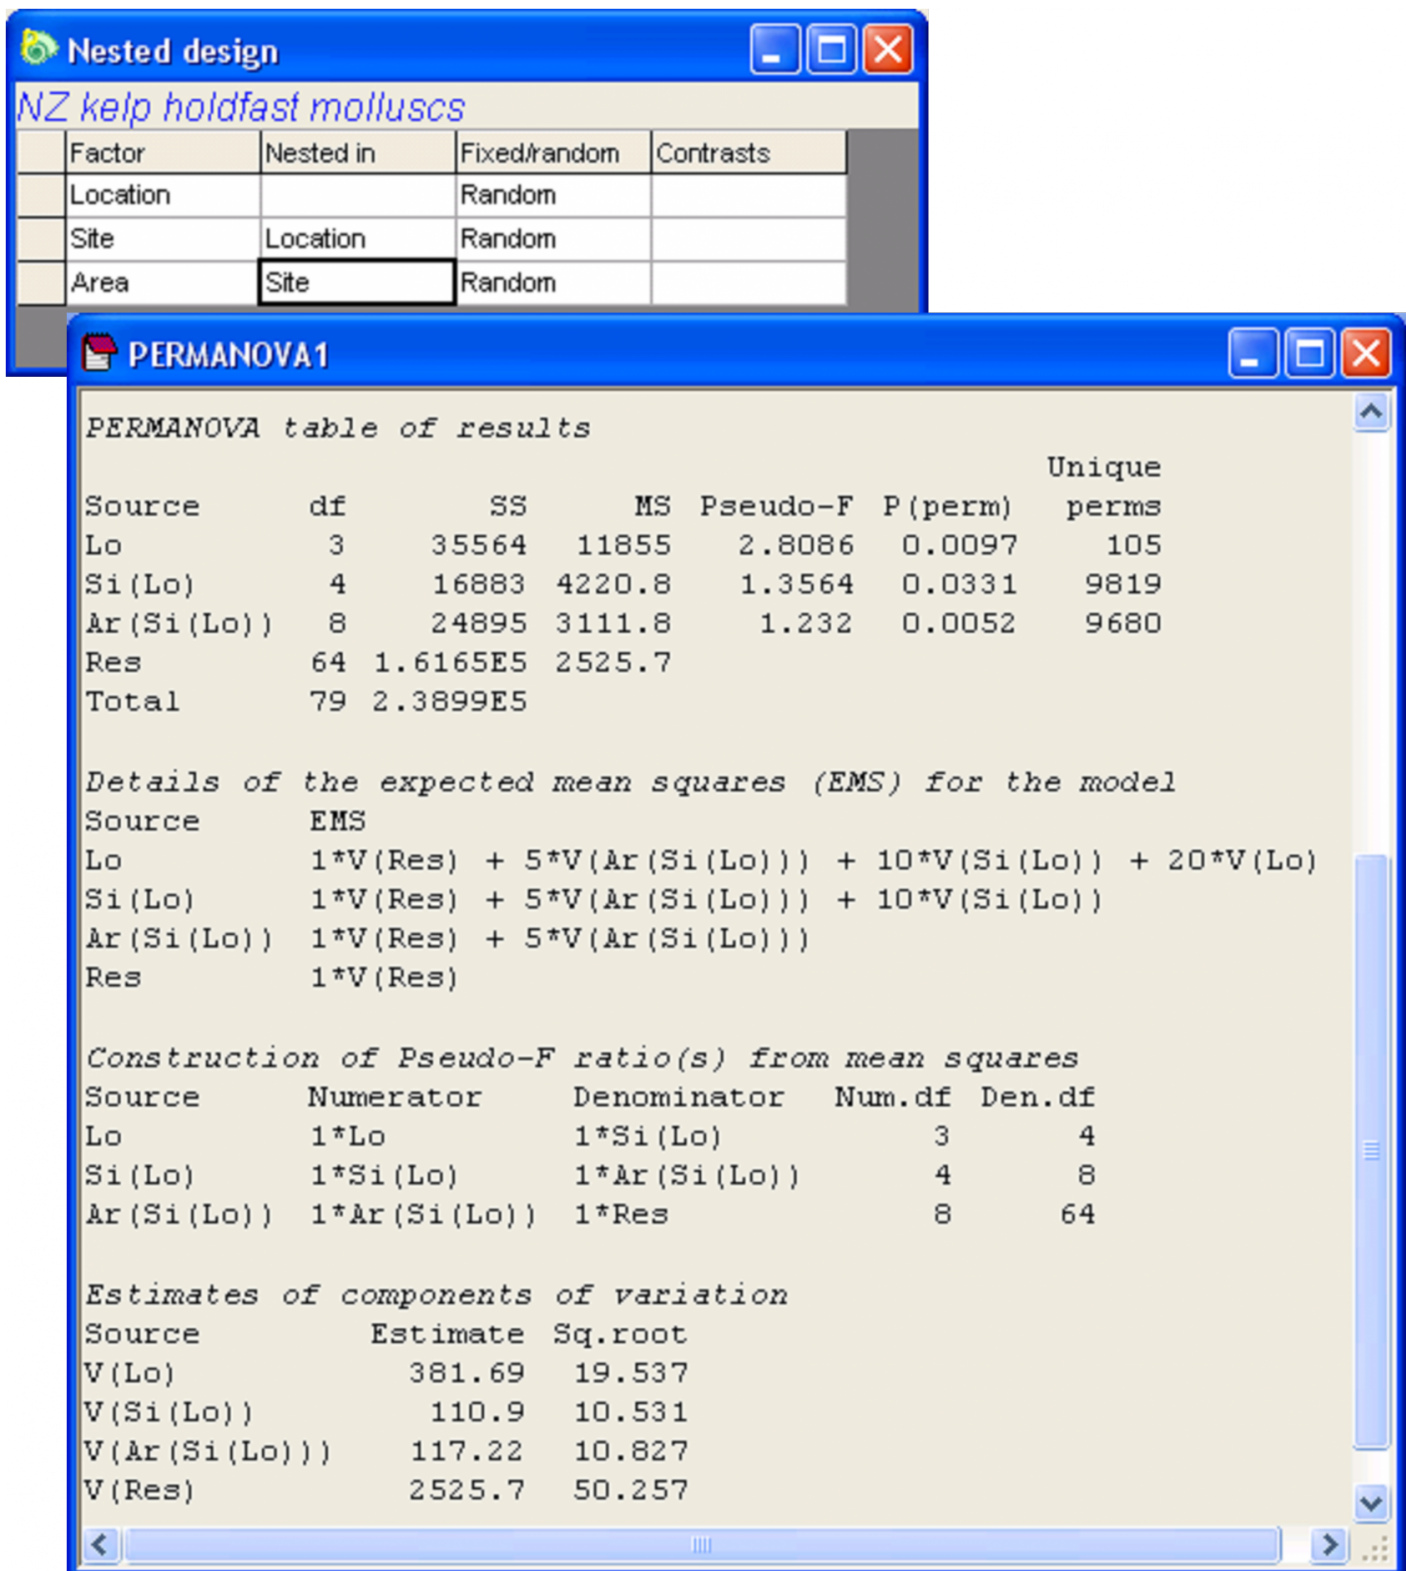 Nested design
NZ kelp holdfast molluscs
Factor Nested in Fixed/random Contrasts
Location Random
Site Location Random
Area Site Random
PERMANOVA1
PERMANOVA table of results
Unique
Source df SS MS Pseudo-F P(perm) perms
Lo 3 35564 11855 2.8086 0.0097 105
Si(Lo) 4 16883 4220.8 1.3564 0.0331 9819
Ar(Si(Lo)) 8 24895 3111.8 1.232 0.0052 9680
Res 64 1.6165E5 2525.7
Total 79 2.3899E5
Details of the expected mean squares (EMS) for the model
Source EMS
Lo 1*V(Res) + 5*V(Ar(Si(Lo))) + 10*V(Si(Lo)) + 20*V(Lo)
Si(Lo) 1*V(Res) + 5*V(Ar(Si(Lo))) + 10*V(Si(Lo))
Ar(Si(Lo)) 1*V(Res) + 5*V(Ar(Si(Lo)))
Res 1*V(Res)
Construction of Pseudo-F ratio(s) from mean squares
Source Numerator Denominator Num.df Den.df
Lo 1*Lo 1*Si(Lo) 3 4
Si(Lo) 1*Si(Lo) 1*Ar(Si(Lo)) 4 8
Ar(Si(Lo)) 1*Ar(Si(Lo)) 1*Res 8 64
Estimates of components of variation
Source Estimate Sq.root
V(Lo) 381.69 19.537
V(Si(Lo)) 110.9 10.531
V(Ar(Si(Lo))) 117.22 10.827
V(Res) 2525.7 50.257